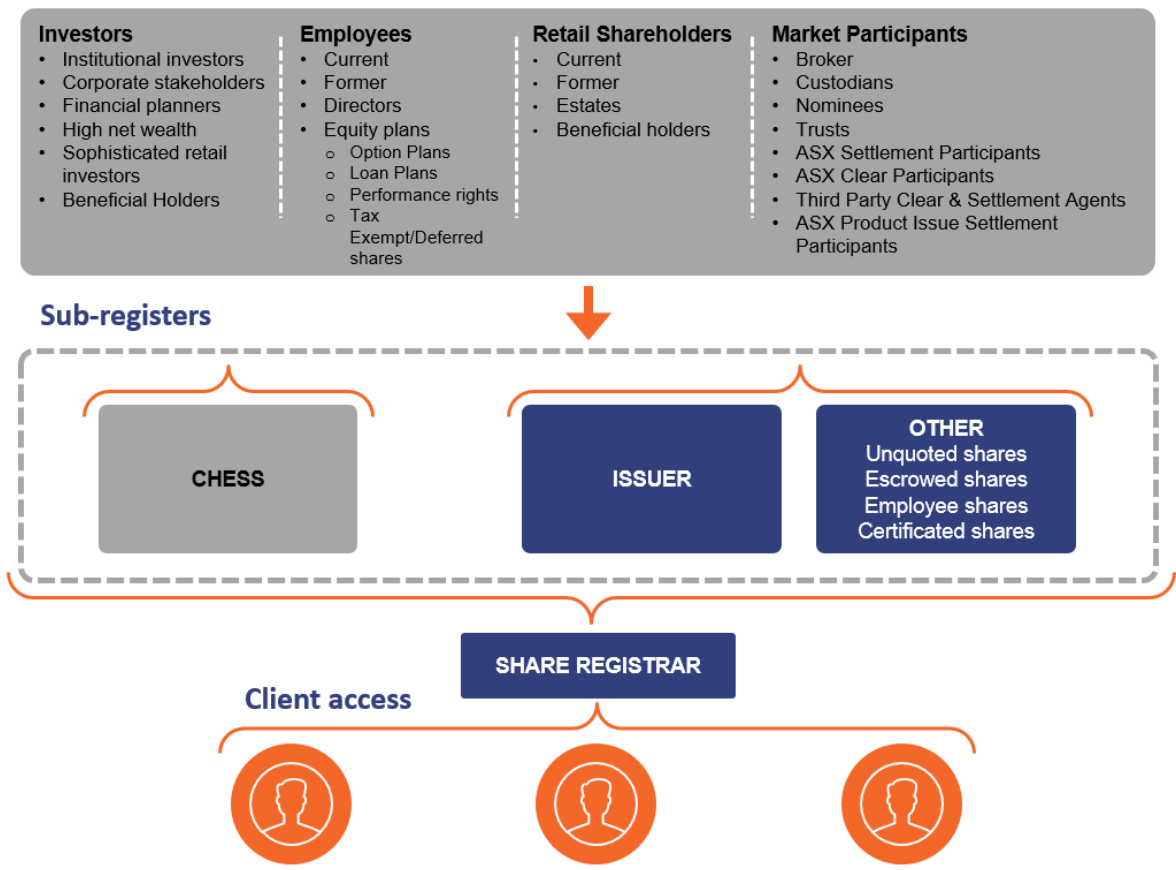 Investors
• Institutional investors
• Corporate stakeholders
• Financial planners
• High net wealth
• Sophisticated retail
investors
• Beneficial Holders
Employees
• Current
• Former
• Directors
• Equity plans
o Option Plans
o Loan Plans
o Performance rights
o Tax
Exempt/Deferred
shares
Retail Shareholders
• Current
• Former
• Estates
• Beneficial holders
Market Participants
• Broker
• Custodians
• Nominees
• Trusts
• ASX Settlement Participants
• ASX Clear Participants
• Third Party Clear & Settlement Agents
• ASX Product Issue Settlement
Participants
Sub-registers
CHESS
ISSUER
OTHER
Unquoted shares
Escrowed shares
Employee shares
Certificated shares
SHARE REGISTRAR
Client access